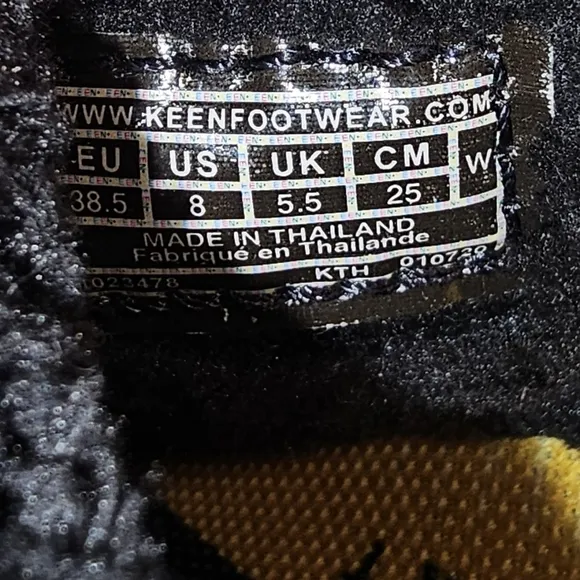 WWW.KEENFOOTWEAR.COM
EU US UK CM W
38.5 8 5.5 25
MADE IN THAILAND
Fabriqué en Thaïlande
1023478 KTH 010730